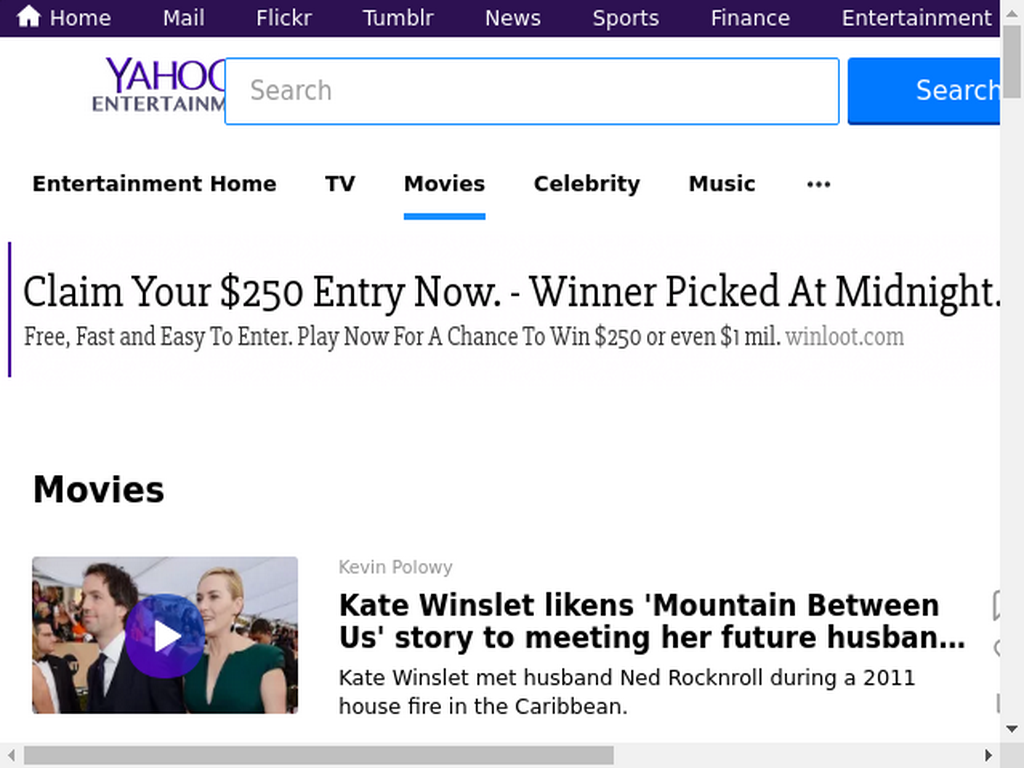 Home Mail Flickr Tumblr News Sports Finance Entertainment
YAHOO
ENTERTAINM
Search
Search
Entertainment Home TV Movies Celebrity Music ...
Claim Your $250 Entry Now. - Winner Picked At Midnight.
Free, Fast and Easy To Enter. Play Now For A Chance To Win $250 or even $1 mil. winloot.com
Movies
Kevin Polowy
Kate Winslet likens 'Mountain Between
Us' story to meeting her future husban...
Kate Winslet met husband Ned Rocknroll during a 2011
house fire in the Caribbean.